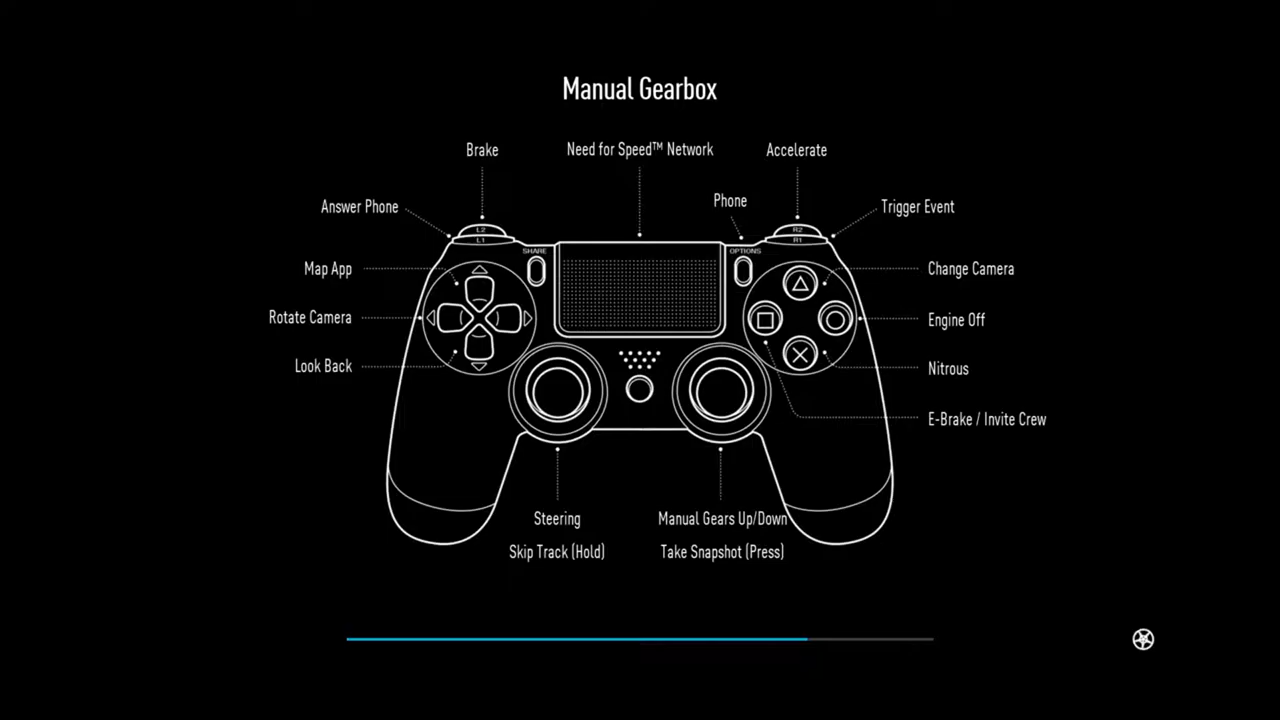 Manual Gearbox
Brake
Need for Speed™ Network
Accelerate
Answer Phone
Phone
Trigger Event
L2
R2
L1
R1
SHARE
OPTIONS
Map App
Change Camera
Rotate Camera
Engine Off
Look Back
Nitrous
E-Brake / Invite Crew
Steering
Manual Gears Up/Down
Skip Track (Hold)
Take Snapshot (Press)